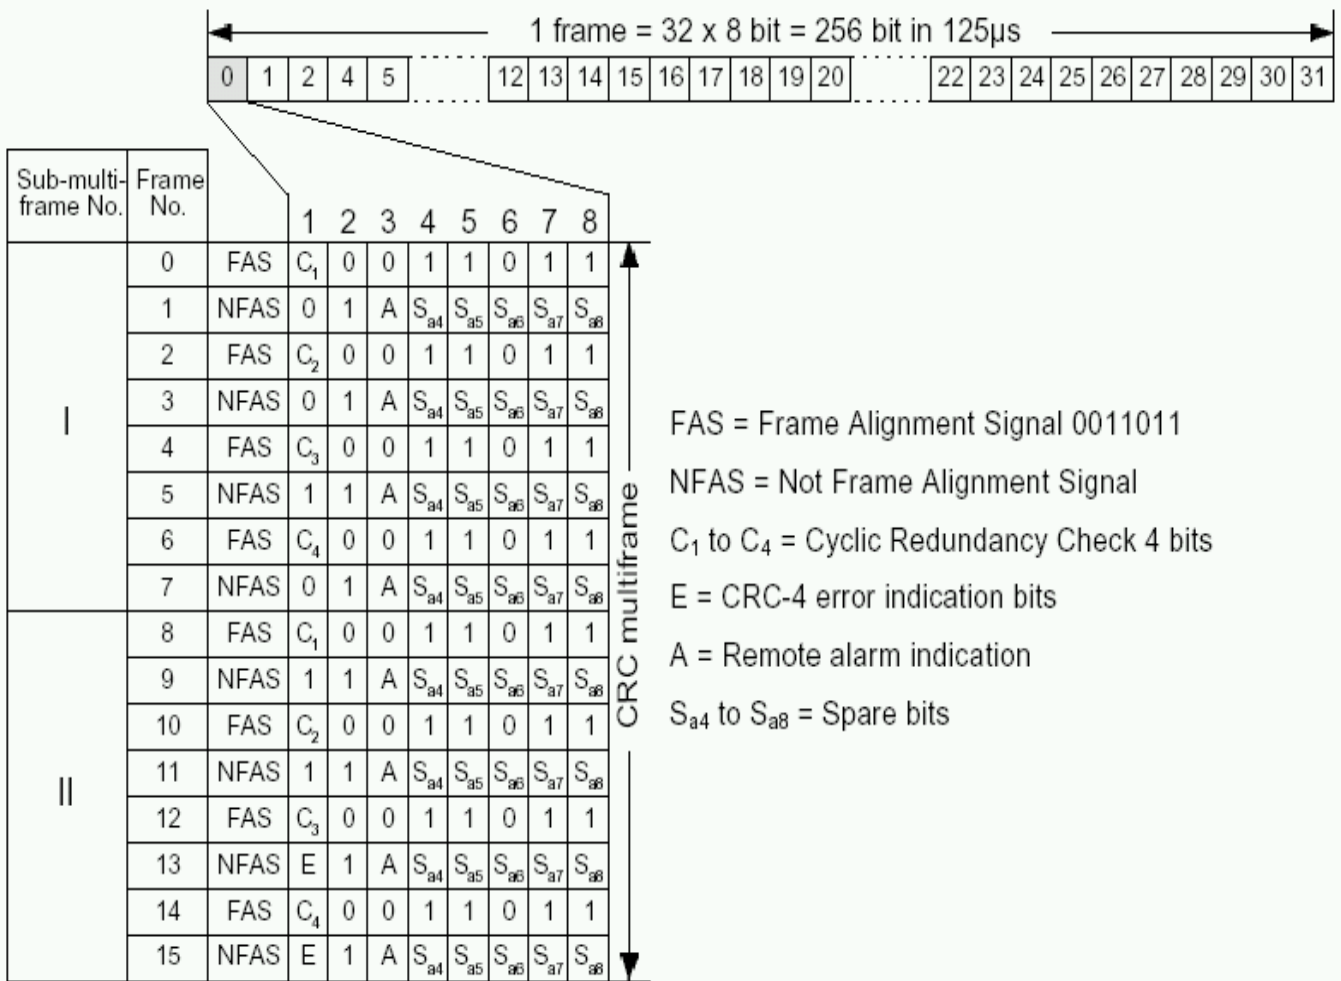 1 frame = 32 x 8 bit = 256 bit in 125µs
0 1 2 4 5 12 13 14 15 16 17 18 19 20 22 23 24 25 26 27 28 29 30 31
Sub-multi-frame No. Frame No. 1 2 3 4 5 6 7 8
I
0 FAS C1 0 0 1 1 0 1 1
1 NFAS 0 1 A Sa4 Sa5 Sa6 Sa7 Sa8
2 FAS C2 0 0 1 1 0 1 1
3 NFAS 0 1 A Sa4 Sa5 Sa6 Sa7 Sa8
4 FAS C3 0 0 1 1 0 1 1
5 NFAS 1 1 A Sa4 Sa5 Sa6 Sa7 Sa8
6 FAS C4 0 0 1 1 0 1 1
7 NFAS 0 1 A Sa4 Sa5 Sa6 Sa7 Sa8
II
8 FAS C1 0 0 1 1 0 1 1
9 NFAS 1 1 A Sa4 Sa5 Sa6 Sa7 Sa8
10 FAS C2 0 0 1 1 0 1 1
11 NFAS 1 1 A Sa4 Sa5 Sa6 Sa7 Sa8
12 FAS C3 0 0 1 1 0 1 1
13 NFAS E 1 A Sa4 Sa5 Sa6 Sa7 Sa8
14 FAS C4 0 0 1 1 0 1 1
15 NFAS E 1 A Sa4 Sa5 Sa6 Sa7 Sa8
CRC multiframe
FAS = Frame Alignment Signal 0011011
NFAS = Not Frame Alignment Signal
C1 to C4 = Cyclic Redundancy Check 4 bits
E = CRC-4 error indication bits
A = Remote alarm indication
Sa4 to Sa8 = Spare bits